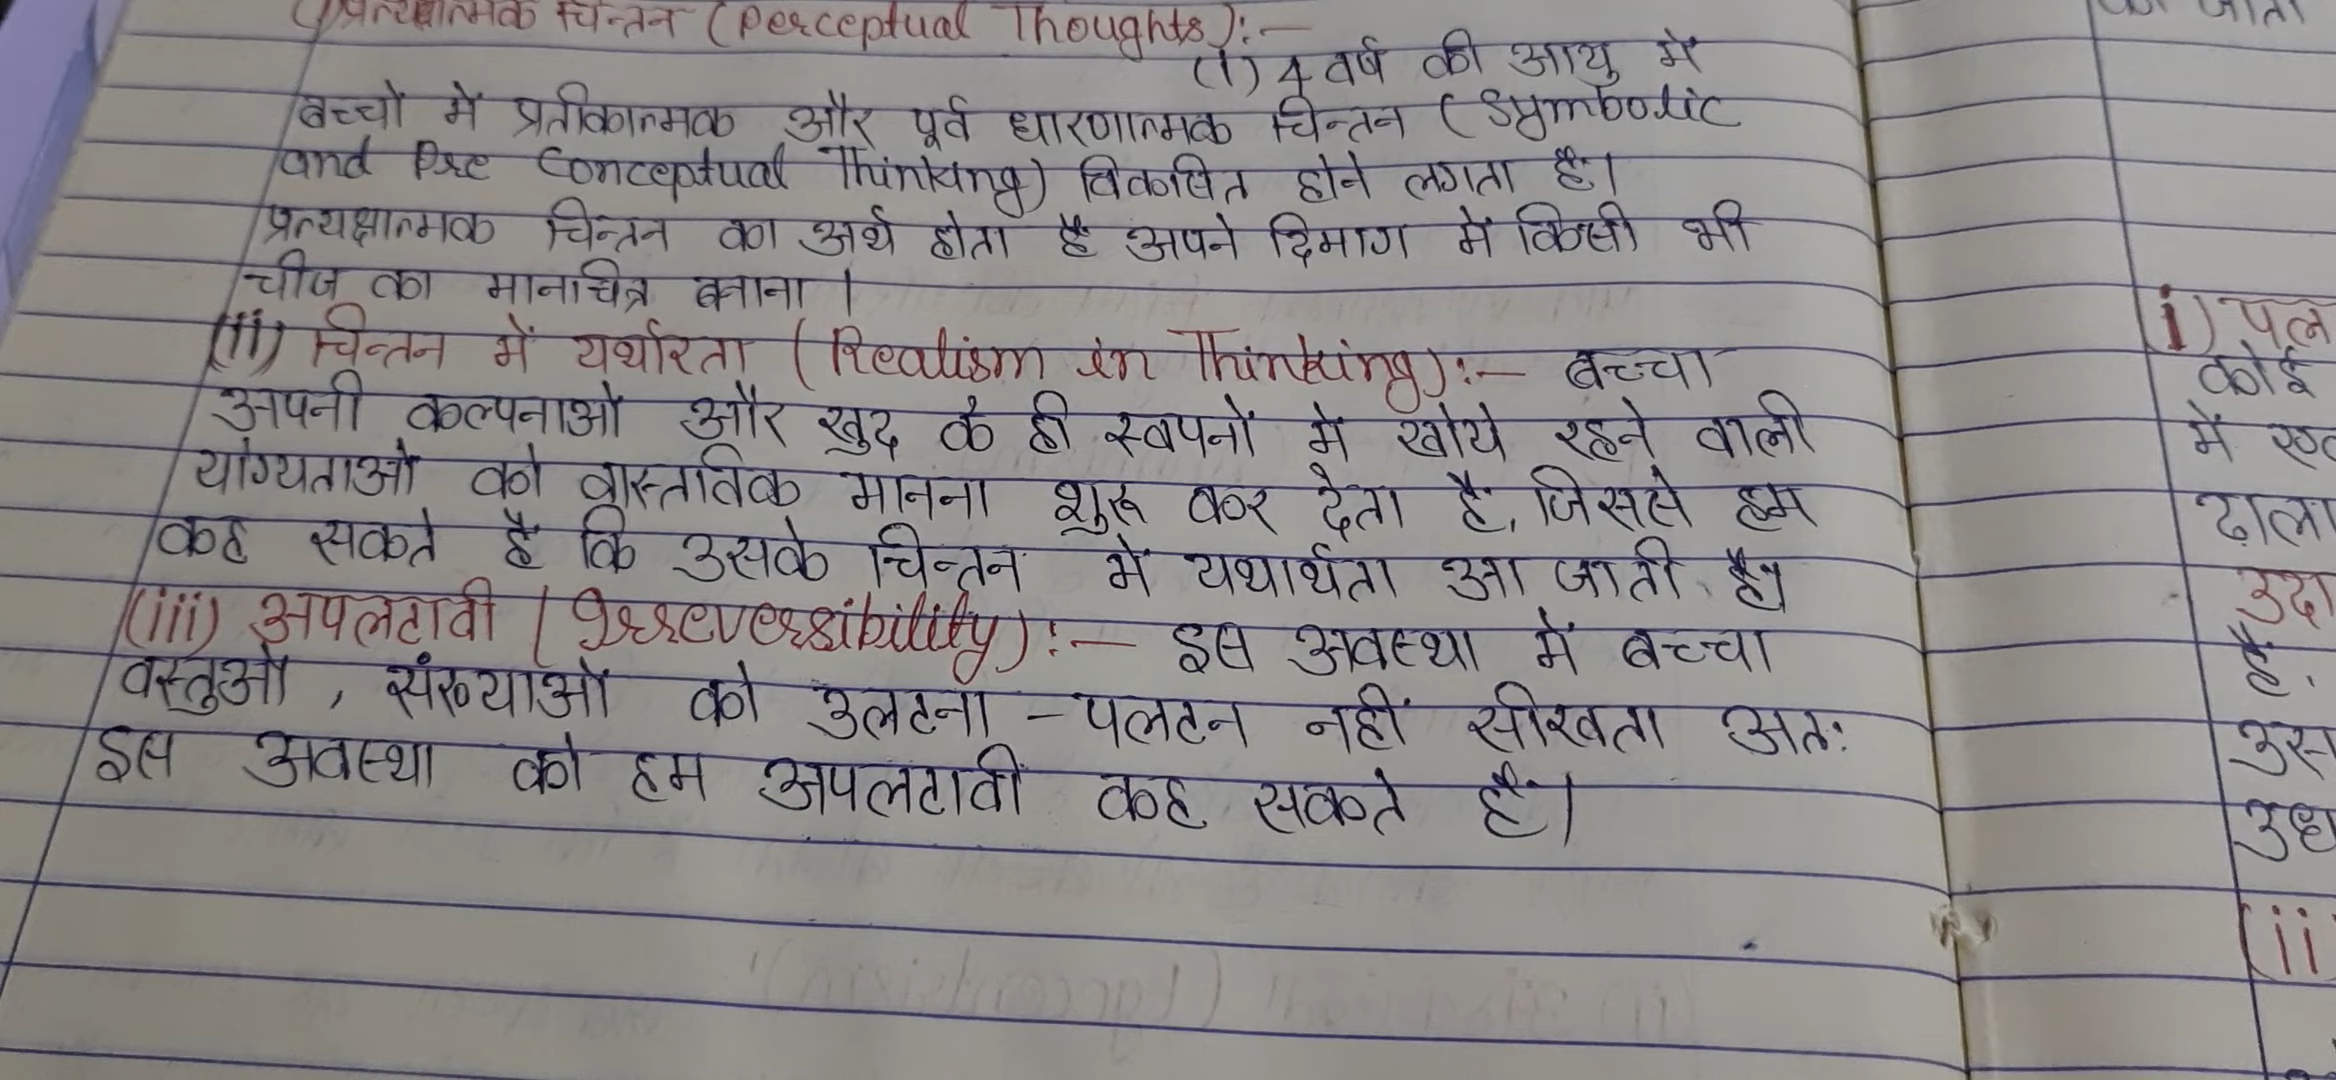 प्रत्यक्षात्मक चिन्तन (Perceptual Thoughts):-
(1) 4 वर्ष की आयु में
बच्चों में प्रतीकात्मक और पूर्व धारणात्मक चिन्तन (Symbolic
and Pre Conceptual Thinking) विकसित होने लगता है।
प्रत्यक्षात्मक चिन्तन का अर्थ होता है अपने दिमाग में किसी भी
चीज का मानचित्र बनाना।
(ii) चिन्तन में यर्थारता (Realism in Thinking):- बच्चा
अपनी कल्पनाओं और खुद के ही स्वपनों में खोये रहने वाली
योग्यताओं को वास्तविक मानना शुरू कर देता है, जिससे हम
कह सकते है कि उसके चिन्तन में यथार्थता आ जाती है।
(iii) अपलटावी (Irreversibility):- इस अवस्था में बच्चा
वस्तुओं, संख्याओं को उलटना-पलटन नहीं सीखता अतः
इस अवस्था को हम अपलटावी कह सकते है।
i) पल
कोई
में
ढाला
उदा
है.
उस
(ii